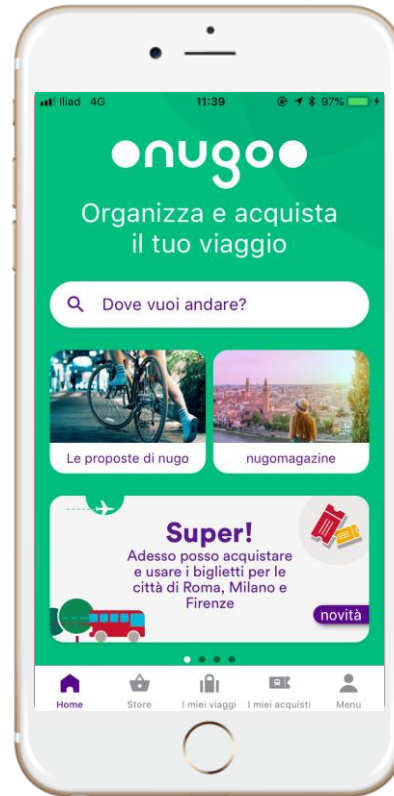 Iliad 4G 11:39 97%
nugo
Organizza e acquista
il tuo viaggio
Dove vuoi andare?
Le proposte di nugo nugomagazine
Super!
Adesso posso acquistare
e usare i biglietti per le
città di Roma, Milano e
Firenze
novità
Home Store I miei viaggi I miei acquisti Menu